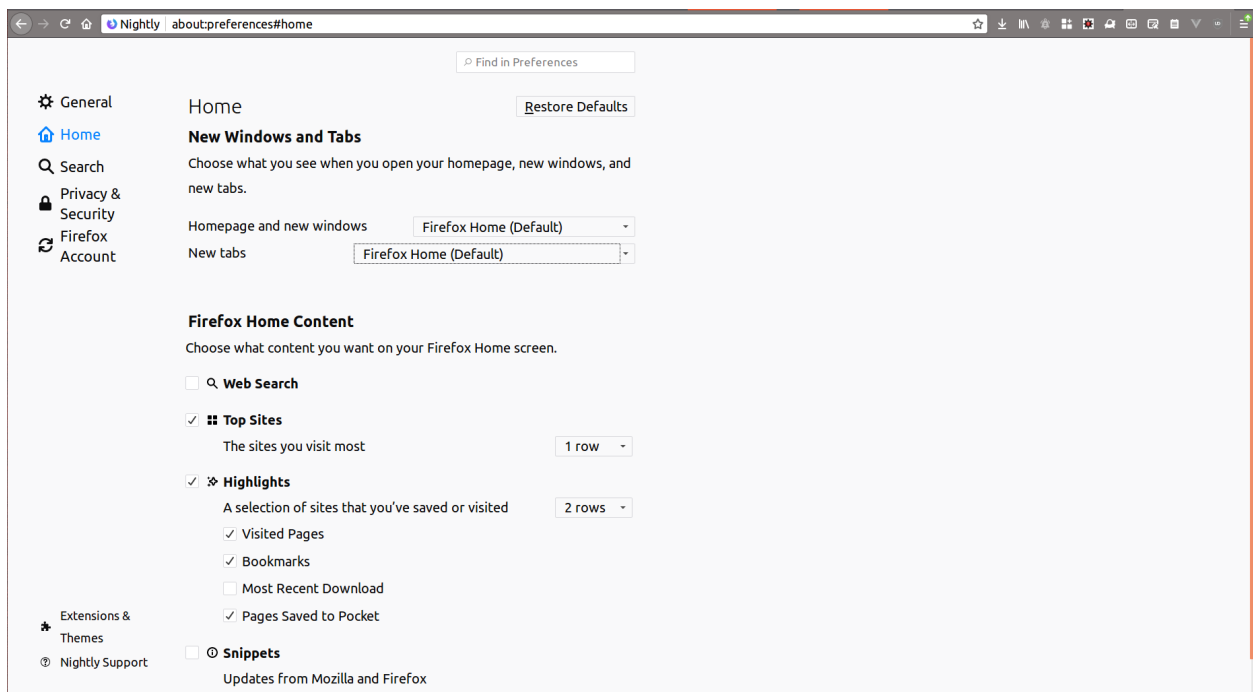 Nightly about:preferences#home
Find in Preferences
General
Home
Search
Privacy &
Security
Firefox
Account
Extensions &
Themes
Nightly Support
Home
Restore Defaults
New Windows and Tabs
Choose what you see when you open your homepage, new windows, and
new tabs.
Homepage and new windows Firefox Home (Default)
New tabs Firefox Home (Default)
Firefox Home Content
Choose what content you want on your Firefox Home screen.
Web Search
Top Sites
The sites you visit most 1 row
Highlights
A selection of sites that you’ve saved or visited 2 rows
Visited Pages
Bookmarks
Most Recent Download
Pages Saved to Pocket
Snippets
Updates from Mozilla and Firefox